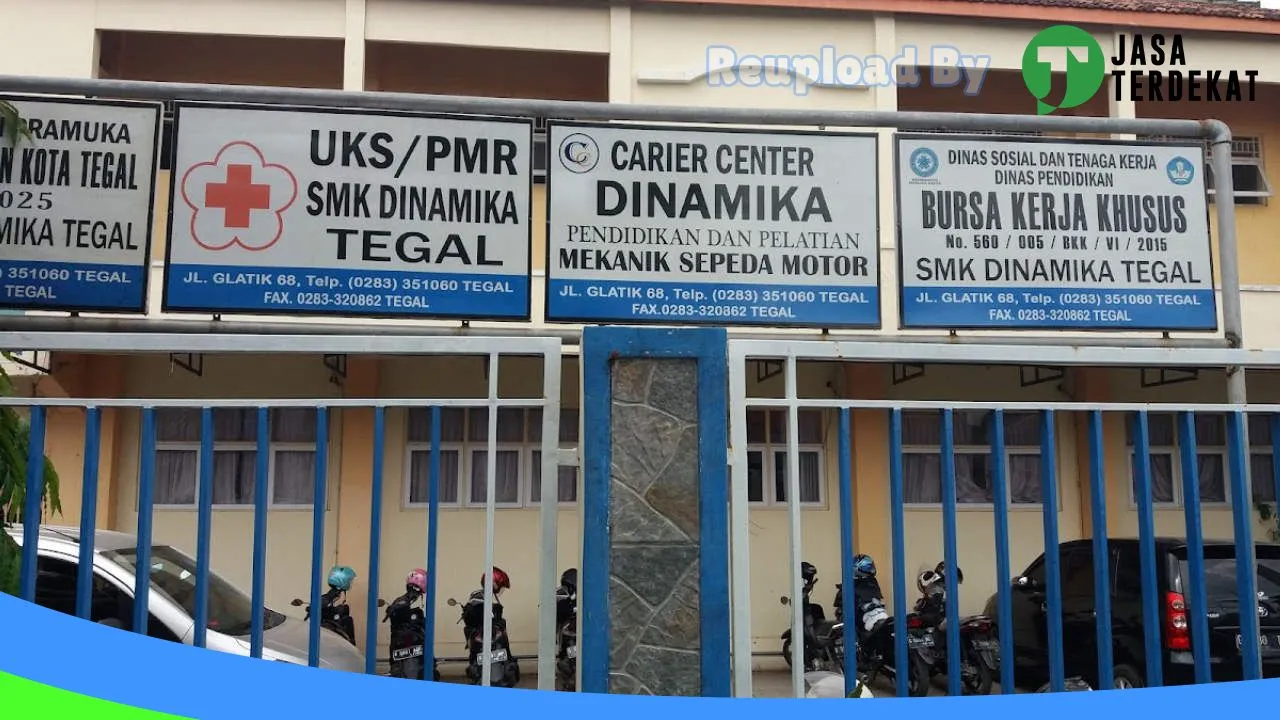 Reupload By
JASA
TERDEKAT
RAMUKA
KOTA TEGAL
025
MIKA TEGAL
351060 TEGAL
TEGAL
UKS/PMR
SMK DINAMIKA
TEGAL
JL. GLATIK 68, Telp. (0283) 351060 TEGAL
FAX. 0283-320862 TEGAL
CARIER CENTER
DINAMIKA
PENDIDIKAN DAN PELATIAN
MEKANIK SEPEDA MOTOR
JL. GLATIK 68, Telp. (0283) 351060 TEGAL
FAX.0283-320862 TEGAL
DINAS SOSIAL DAN TENAGA KERJA
DINAS PENDIDIKAN
BURSA KERJA KHUSUS
No. 560 / 005 / BKK / VI / 2015
SMK DINAMIKA TEGAL
JL. GLATIK 68, Telp. (0283) 351060 TEGAL
FAX. 0283-320862 TEGAL